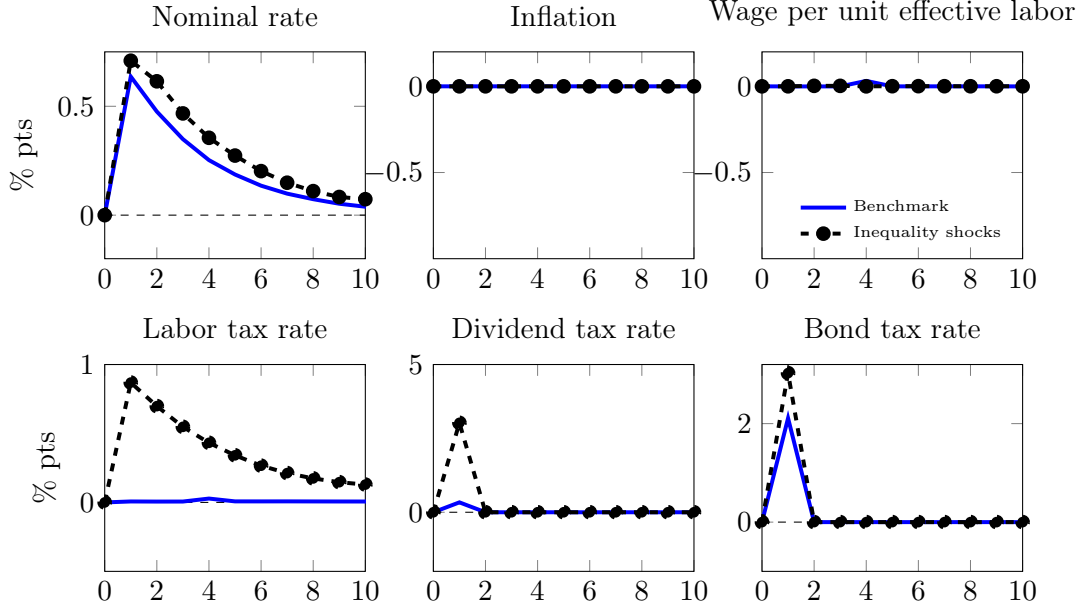 Nominal rate
Inflation
Wage per unit effective labor
% pts
0.5
0
0 2 4 6 8 10
0
−0.5
0 2 4 6 8 10
0
−0.5
Benchmark
Inequality shocks
0 2 4 6 8 10
Labor tax rate
Dividend tax rate
Bond tax rate
% pts
1
0
0 2 4 6 8 10
5
0
0 2 4 6 8 10
2
0
0 2 4 6 8 10